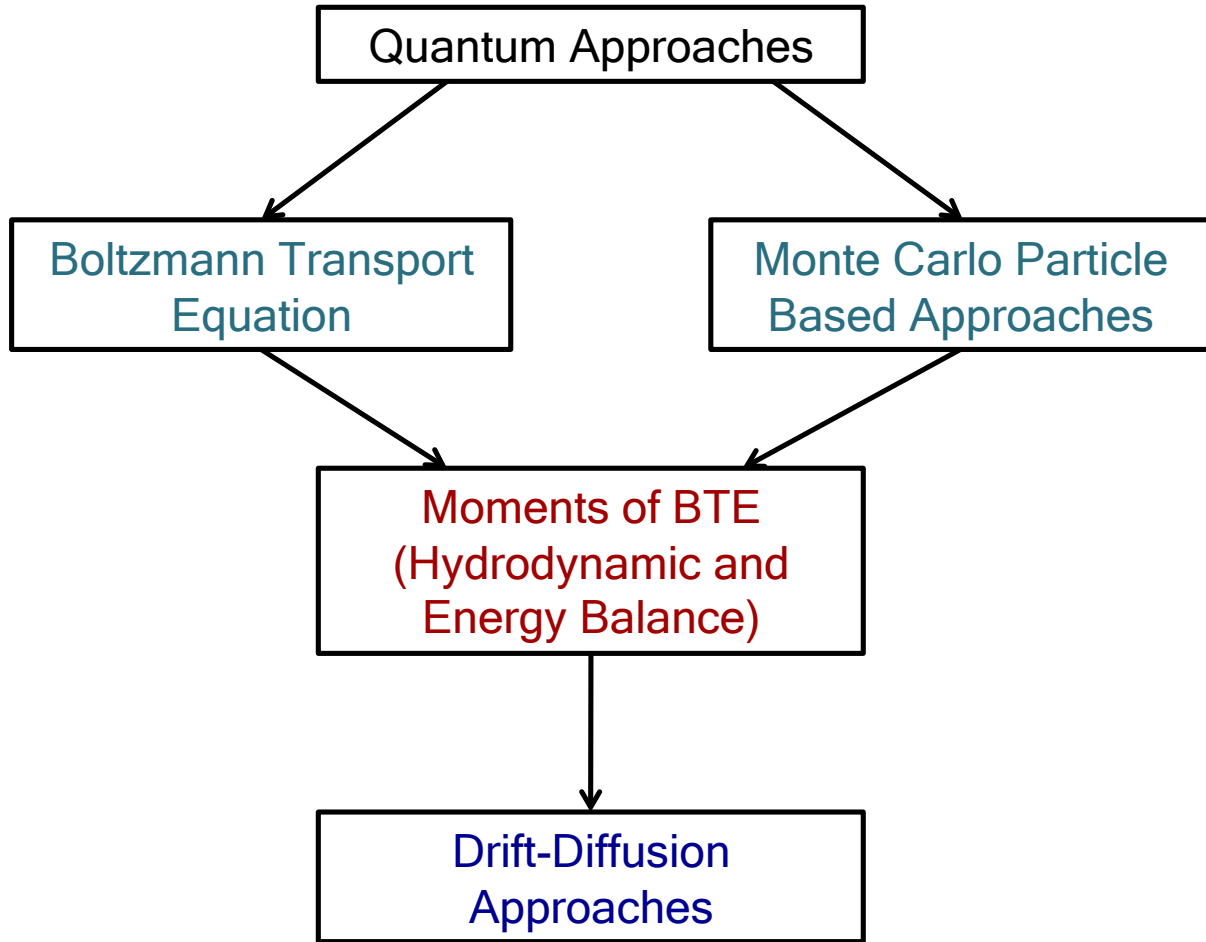 Quantum Approaches
Boltzmann Transport
Equation
Monte Carlo Particle
Based Approaches
Moments of BTE
(Hydrodynamic and
Energy Balance)
Drift-Diffusion
Approaches